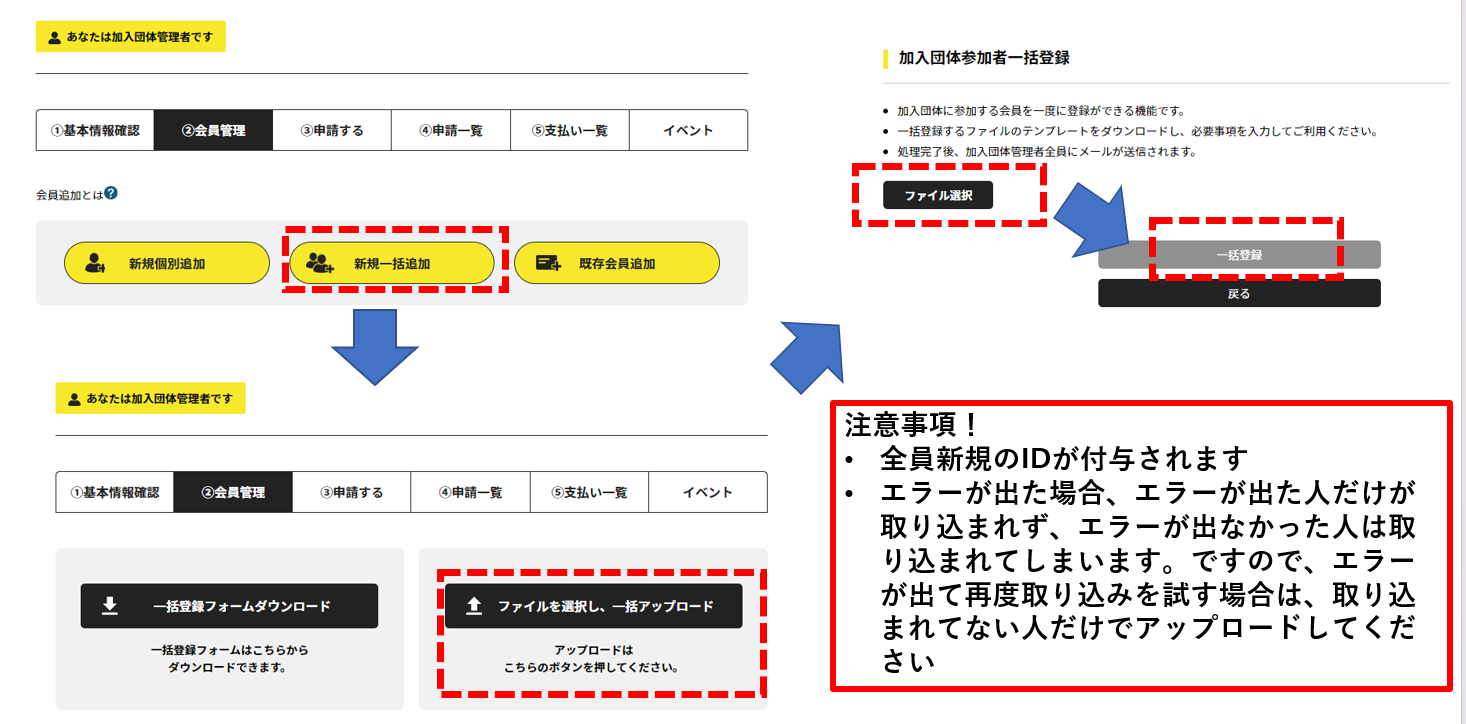 あなたは加入団体管理者です
①基本情報確認 ②会員管理 ③申請する ④申請一覧 ⑤支払い一覧 イベント
会員追加とは?
新規個別追加 新規一括追加 既存会員追加
あなたは加入団体管理者です
①基本情報確認 ②会員管理 ③申請する ④申請一覧 ⑤支払い一覧 イベント
一括登録フォームダウンロード
一括登録フォームはこちらから
ダウンロードできます。
ファイルを選択し、一括アップロード
アップロードは
こちらのボタンを押してください。
加入団体参加者一括登録
• 加入団体に参加する会員を一度に登録ができる機能です。
• 一括登録するファイルのテンプレートをダウンロードし、必要事項を入力してご利用ください。
• 処理完了後、加入団体管理者全員にメールが送信されます。
ファイル選択
一括登録
戻る
注意事項！
• 全員新規のIDが付与されます
• エラーが出た場合、エラーが出た人だけが
取り込まれず、エラーが出なかった人は取
り込まれてしまいます。ですので、エラー
が出て再度取り込みを試す場合は、取り込
まれてない人だけでアップロードしてくだ
さい